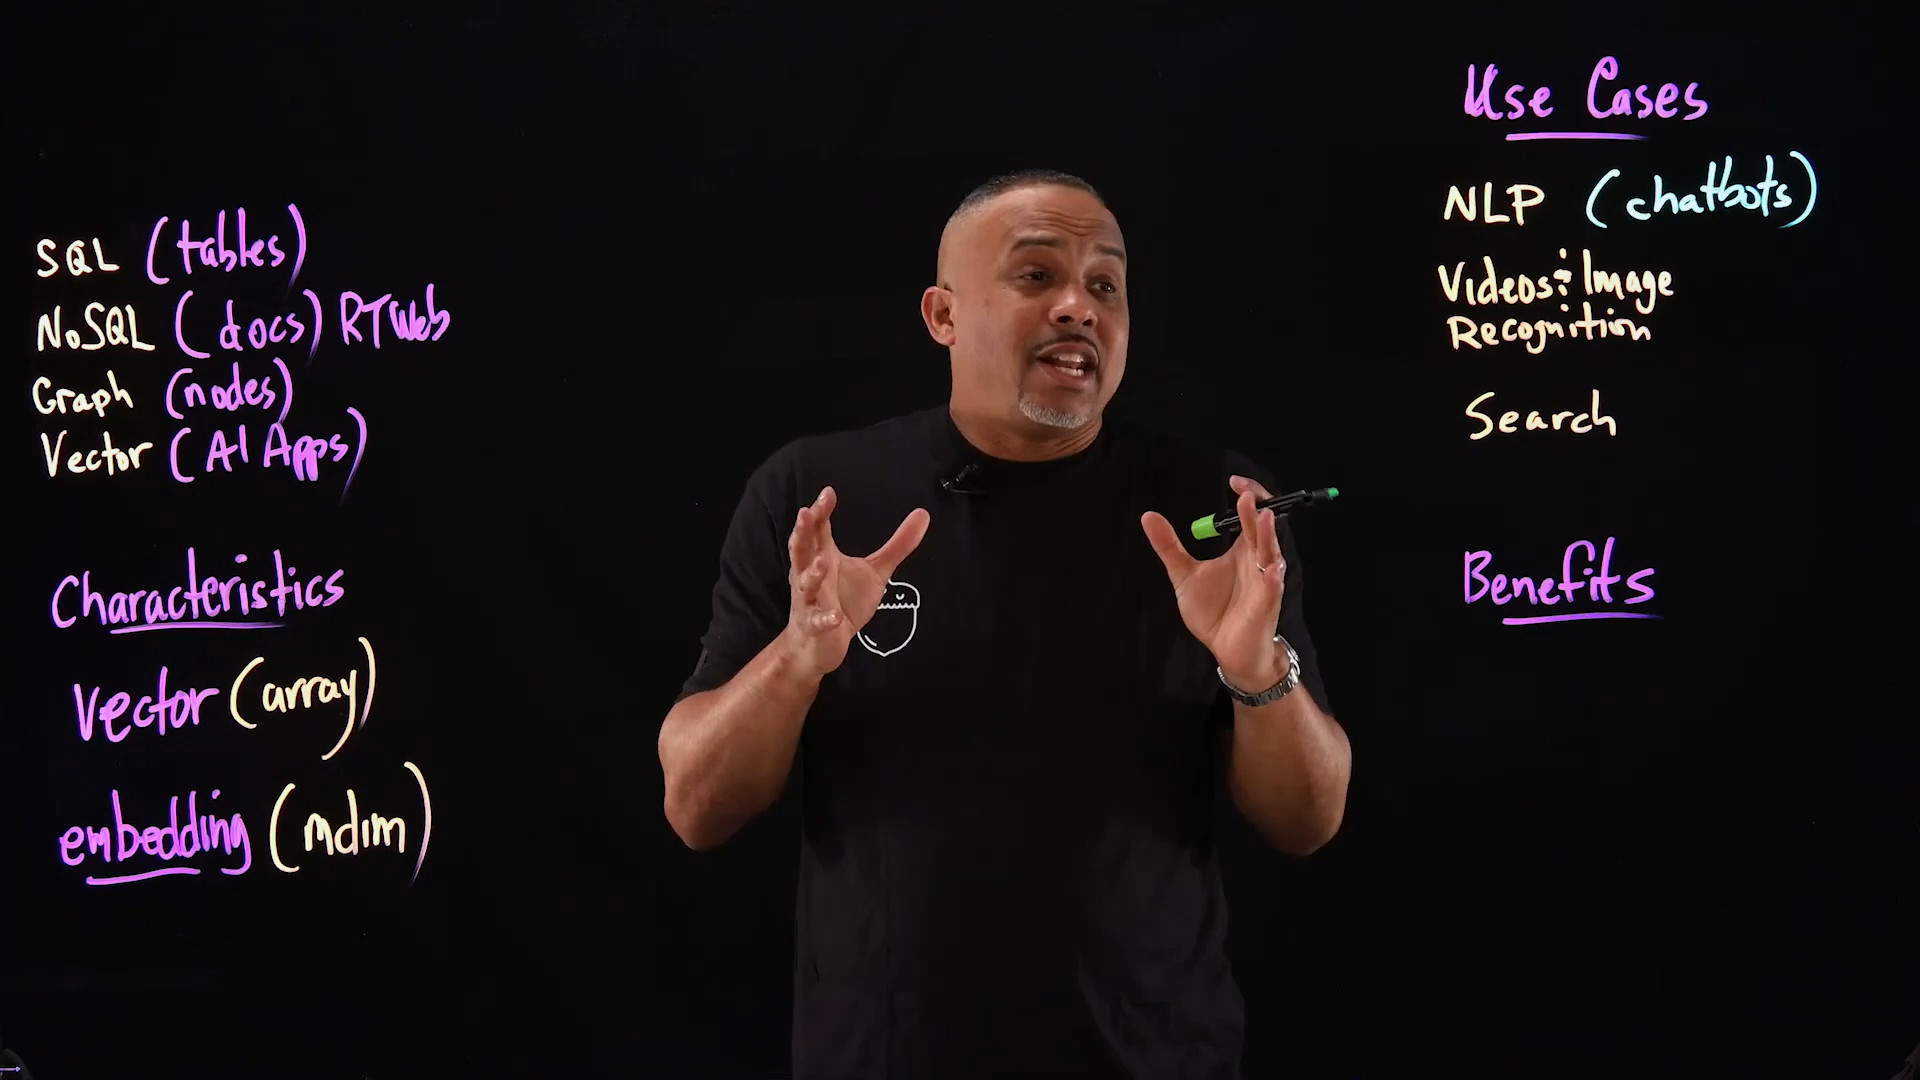 SQL (tables)
NoSQL (docs) RTWeb
Graph (nodes)
Vector (AI Apps)
Characteristics
Vector (array)
embedding (mdim)
Use Cases
NLP (chatbots)
Videos & Image
Recognition
Search
Benefits